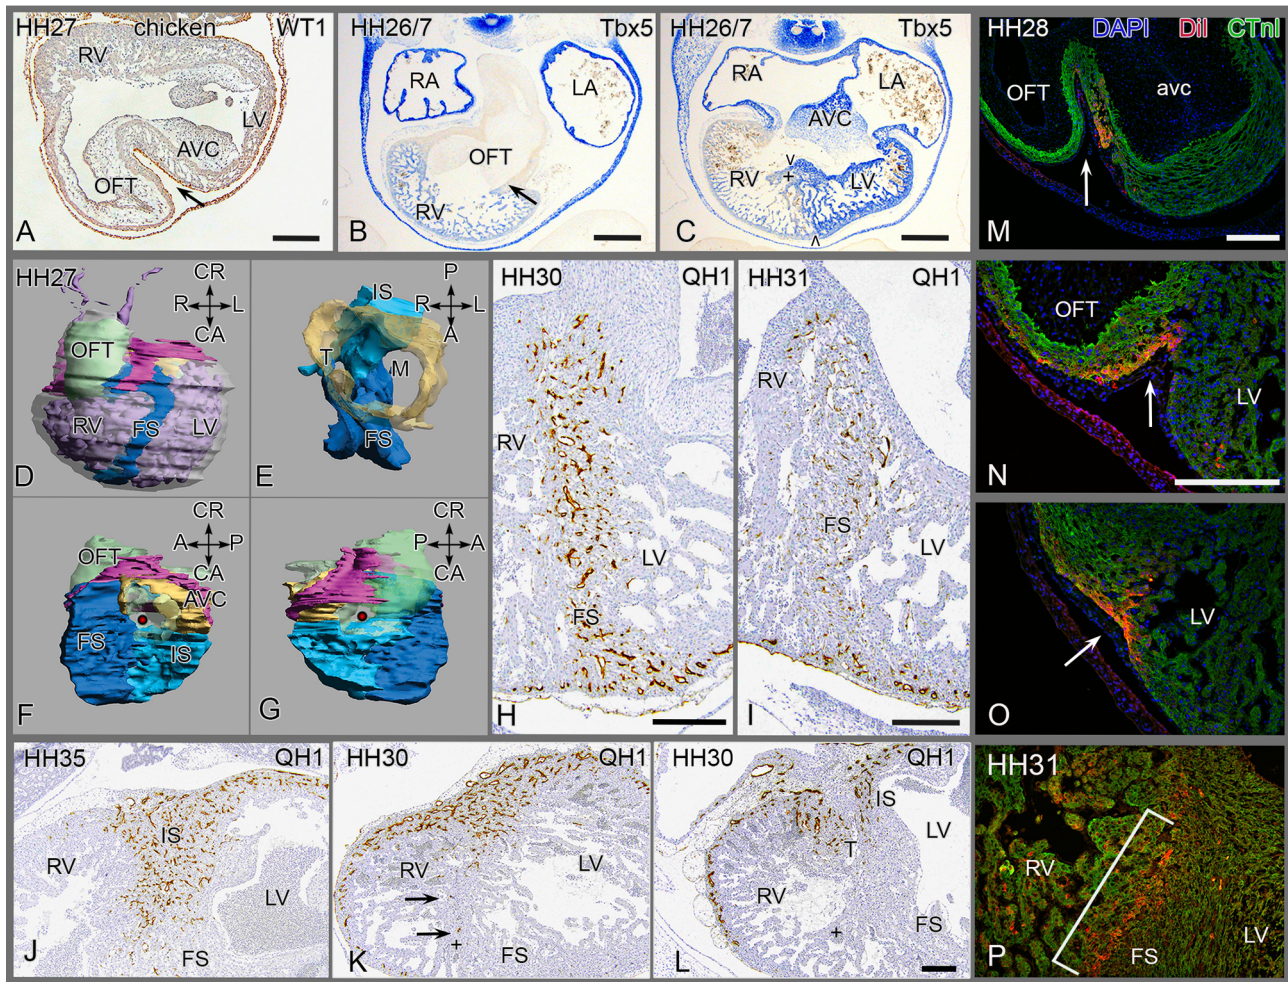 HH27 chicken WT1
RV
LV
AVC
OFT
A
HH26/7 Tbx5
RA
LA
OFT
RV
B
HH26/7 Tbx5
RA
LA
AVC
v
+
RV
LV
^
C
HH28 DAPI DiI CTnI
OFT
avc
M
HH27
CR
R L
CA
OFT
RV
FS
LV
D
P
IS
R L
A
T
M
FS
E
HH30 QH1
RV
LV
FS
H
HH31 QH1
RV
FS
LV
I
OFT
LV
N
CR
OFT
A P
CA
AVC
FS
IS
F
CR
P A
CA
G
LV
O
HH35 QH1
IS
RV
LV
FS
J
HH30 QH1
RV
LV
+
FS
K
HH30 QH1
IS
LV
T
RV
FS
+
L
HH31
RV
LV
FS
P